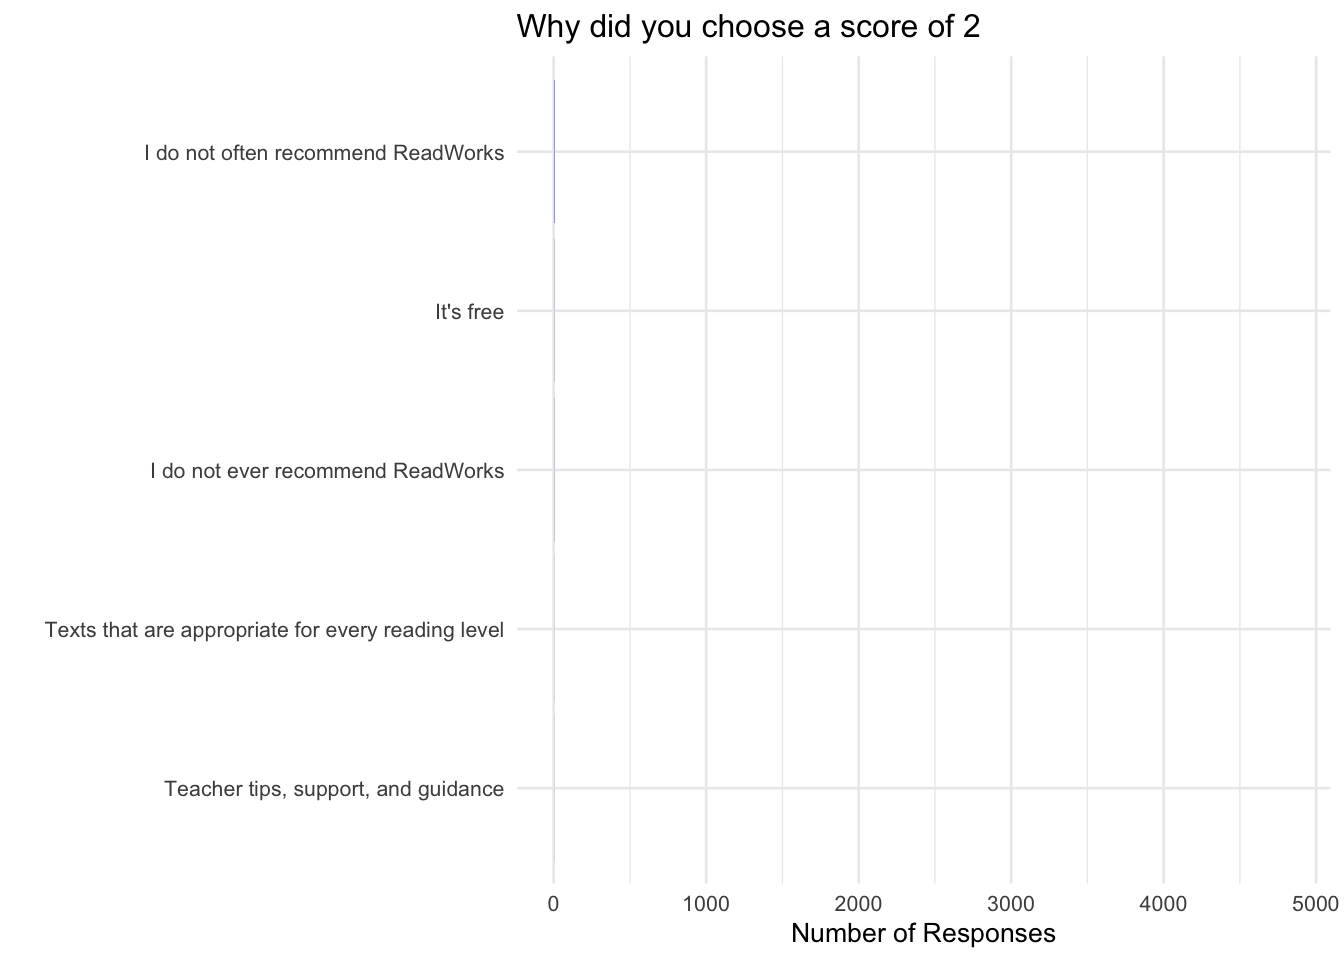 Why did you choose a score of 2
I do not often recommend ReadWorks
It's free
I do not ever recommend ReadWorks
Texts that are appropriate for every reading level
Teacher tips, support, and guidance
0 1000 2000 3000 4000 5000
Number of Responses